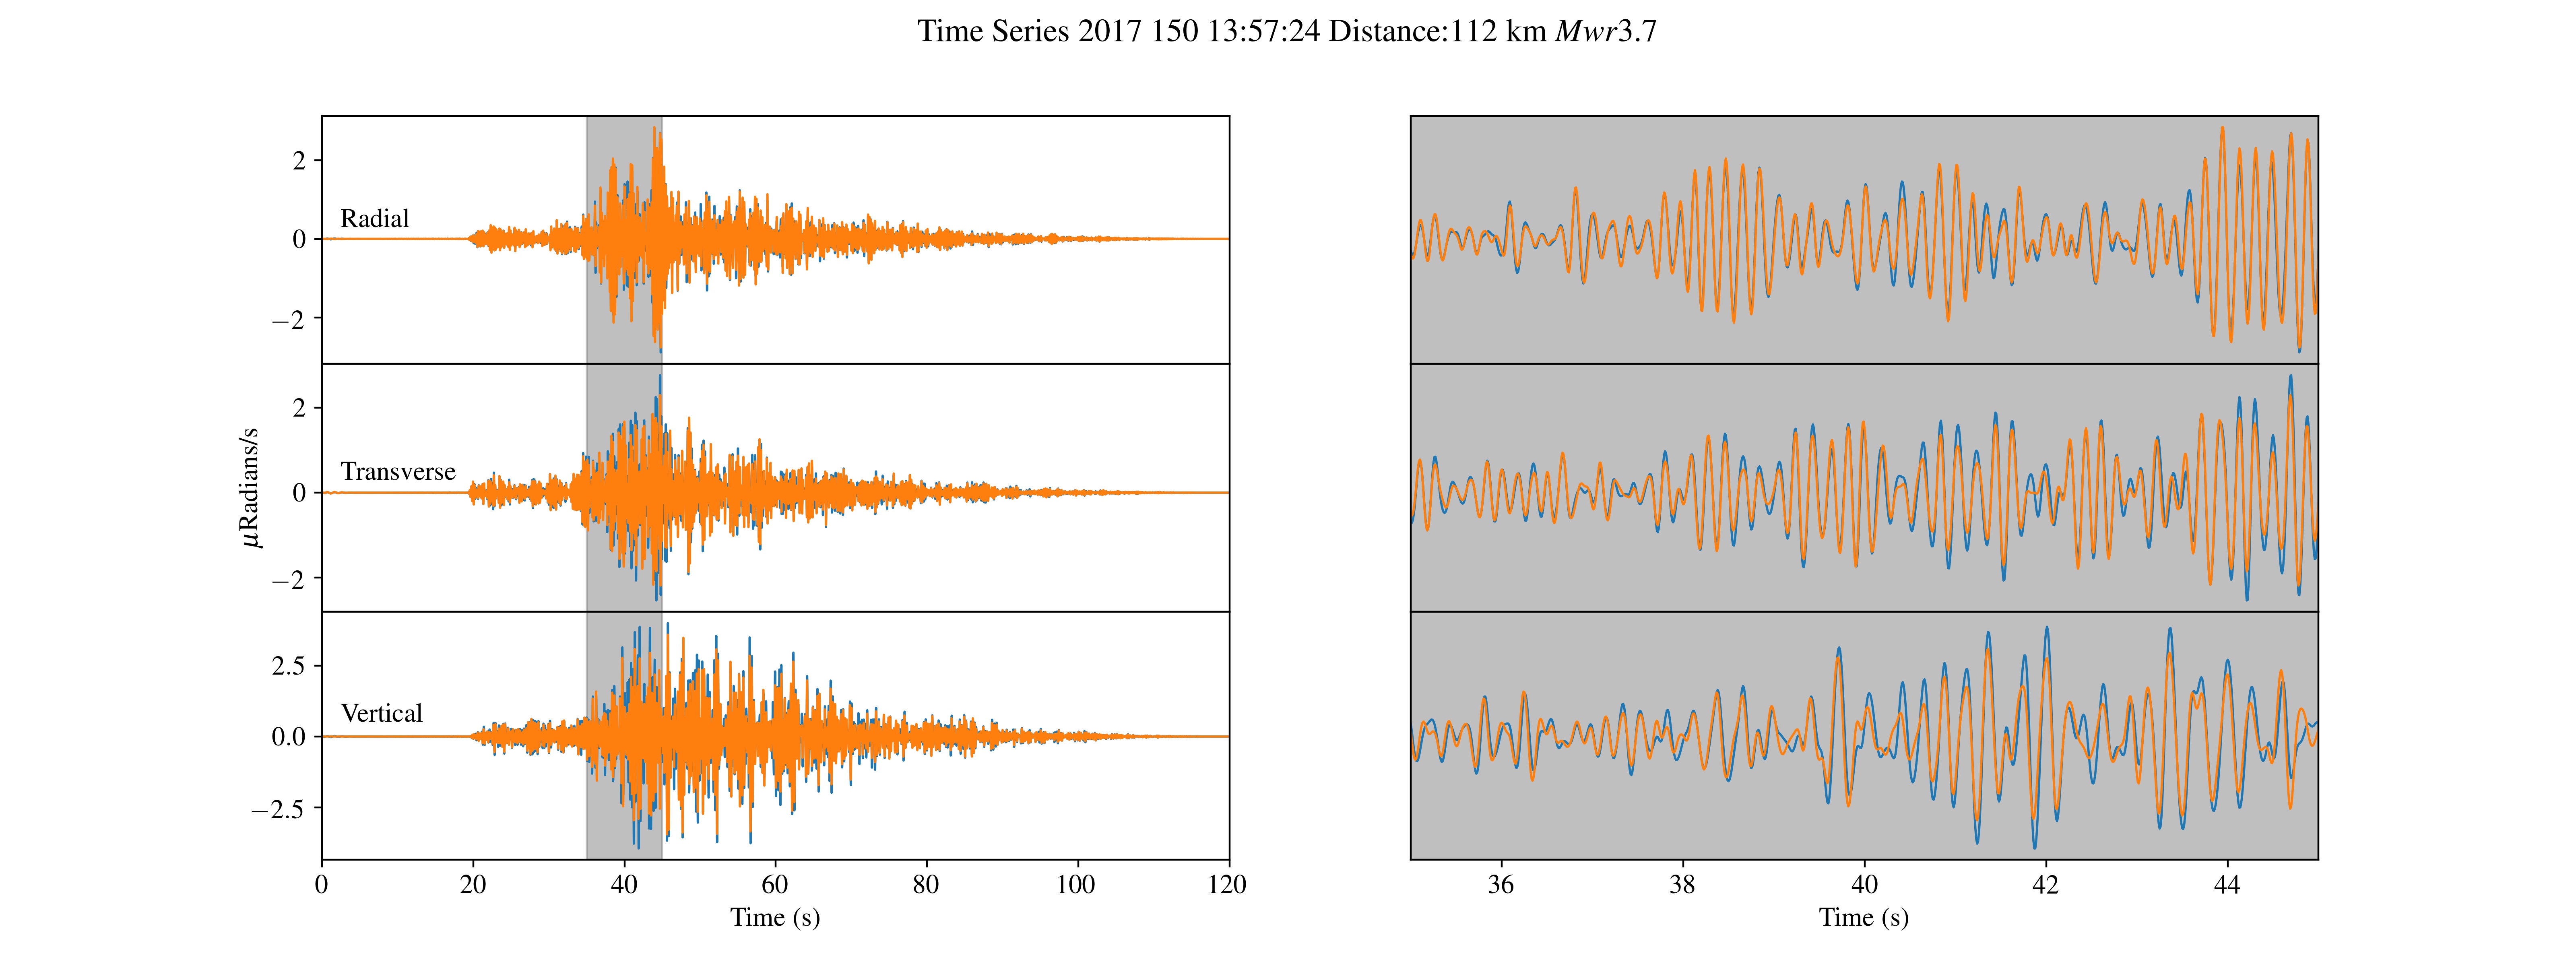 Time Series 2017 150 13:57:24 Distance:112 km Mwr3.7
μRadians/s
2
Radial
0
−2
2
Transverse
0
−2
2.5
Vertical
0.0
−2.5
0 20 40 60 80 100 120
Time (s)
36 38 40 42 44
Time (s)